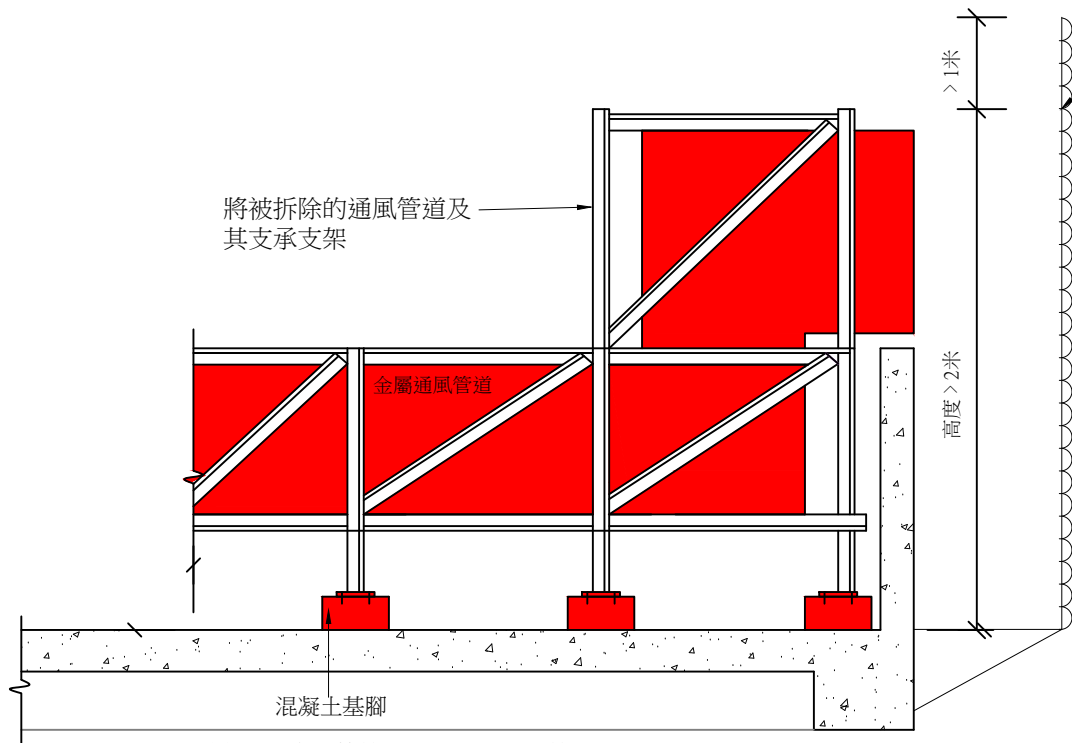 >1米
將被拆除的通風管道及
其支承支架
金屬通風管道
高度>2米
混凝土基腳